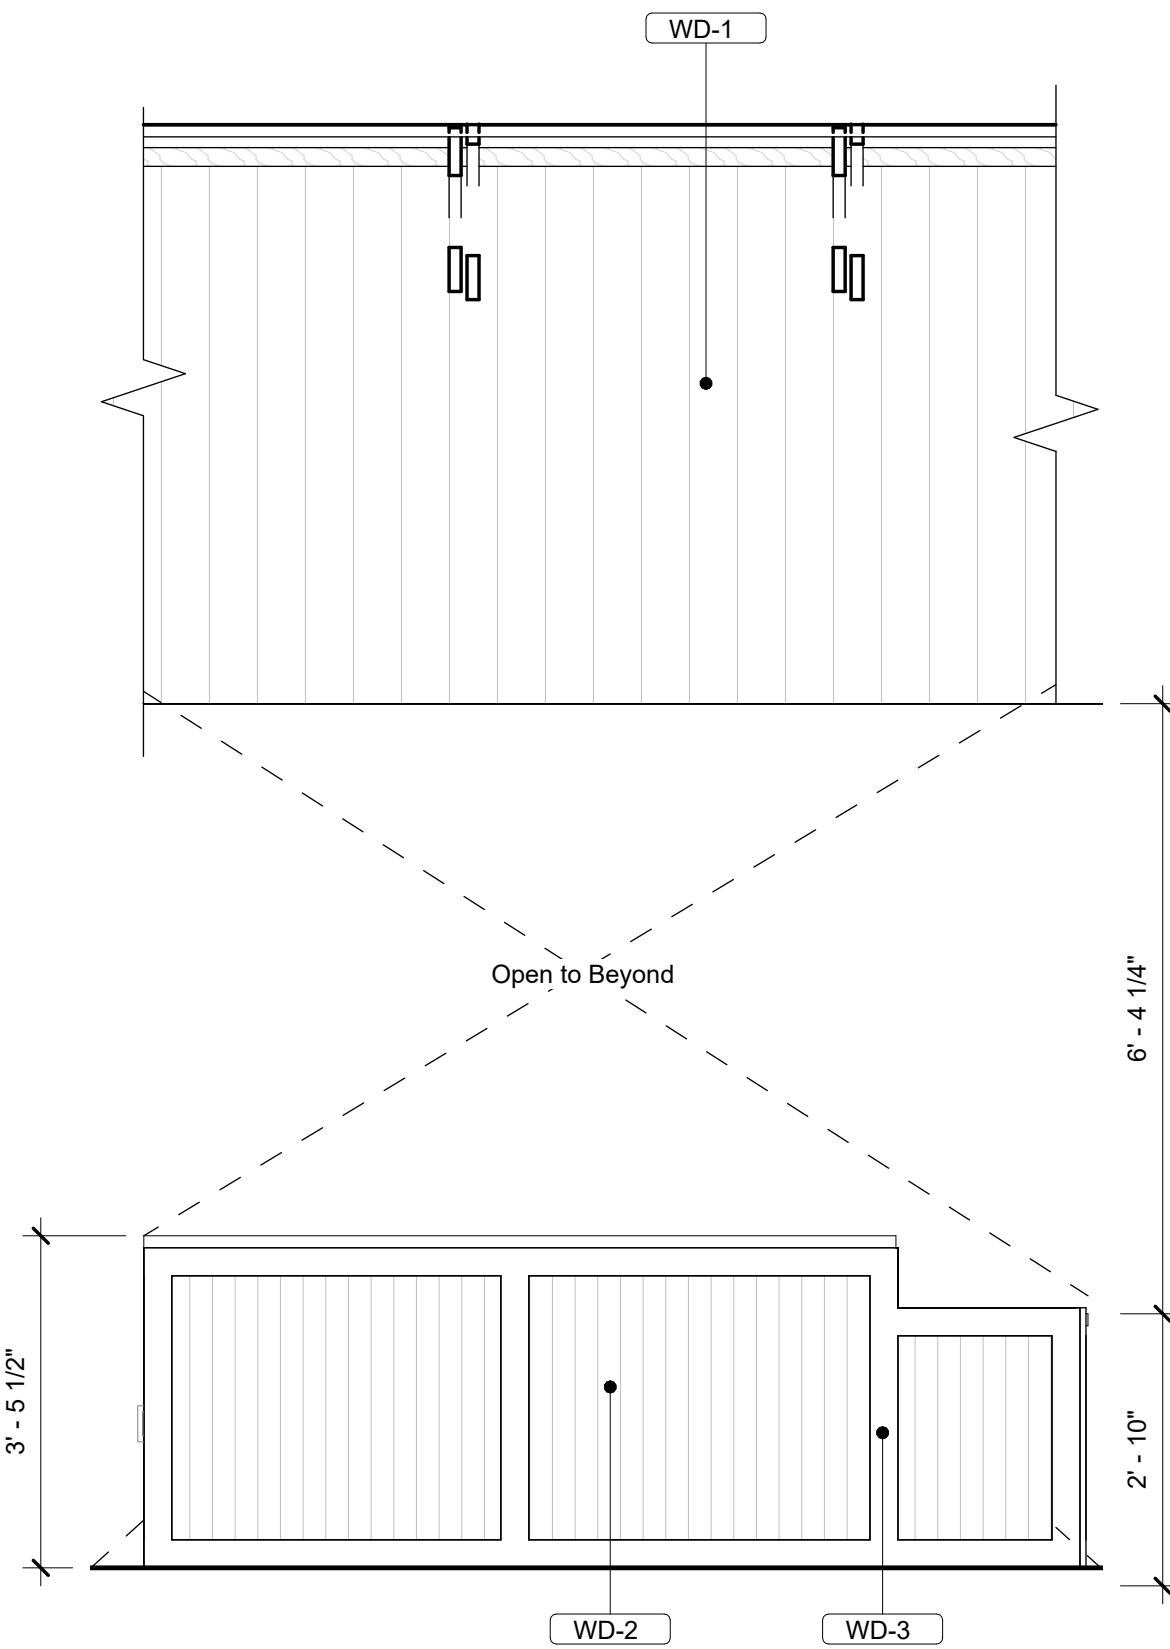 WD-1
Open to Beyond
6' - 4 1/4"
3' - 5 1/2"
2' - 10"
WD-2
WD-3